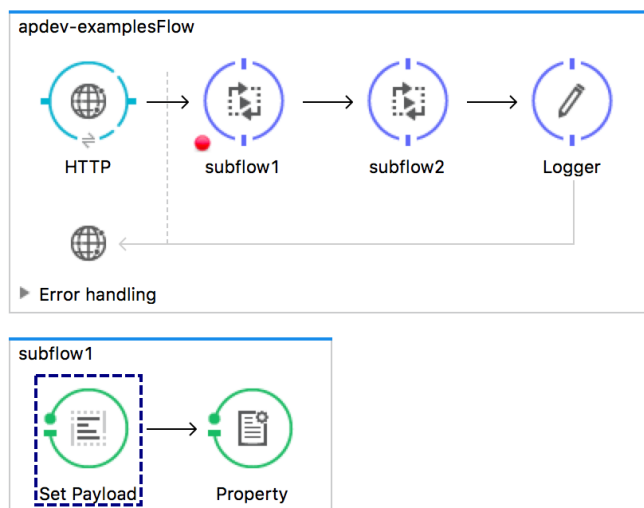 apdev-examplesFlow
HTTP
subflow1
subflow2
Logger
Error handling
subflow1
Set Payload
Property